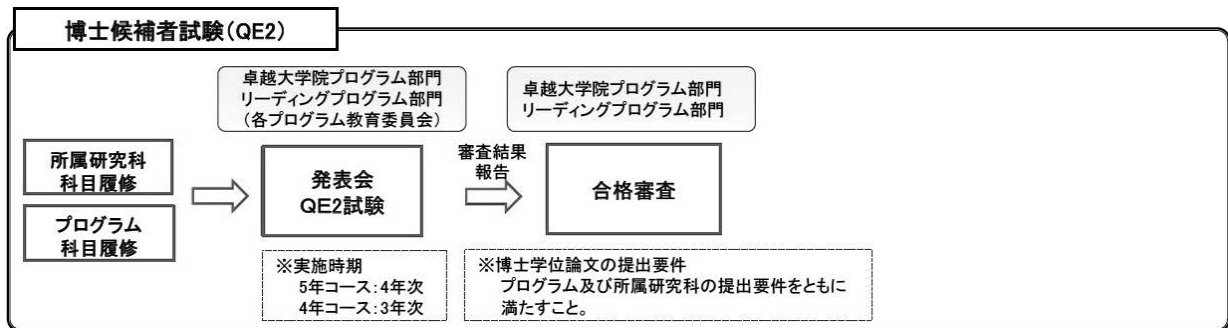 博士候補者試験(QE2)
卓越大学院プログラム部門
リーディングプログラム部門
(各プログラム教育委員会)
卓越大学院プログラム部門
リーディングプログラム部門
所属研究科
科目履修
プログラム
科目履修
発表会
QE2試験
審査結果
報告
合格審査
※実施時期
5年コース:4年次
4年コース:3年次
※博士学位論文の提出要件
プログラム及び所属研究科の提出要件をともに
満たすこと。